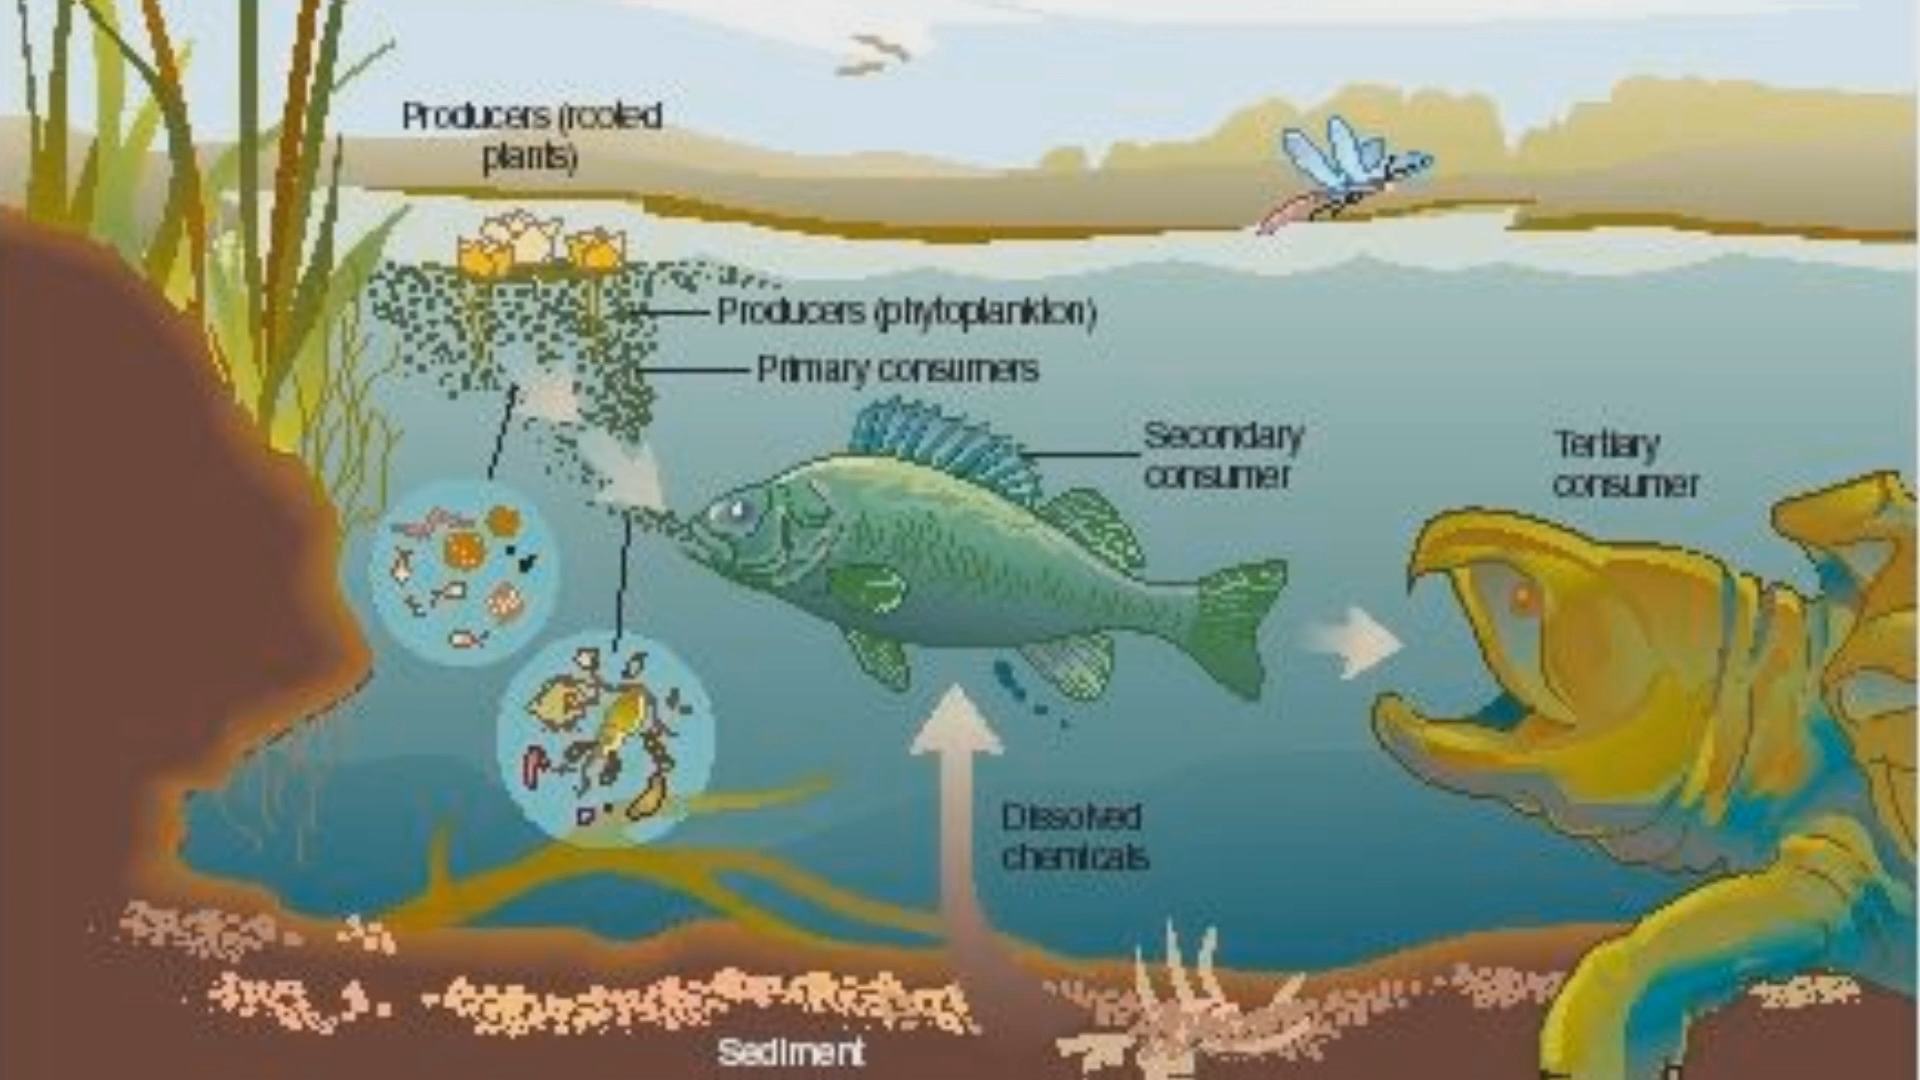 Producers (rooted
plants)
Producers (phytoplankton)
Primary consumers
Secondary
consumer
Tertiary
consumer
Dissolved
chemicals
Sediment